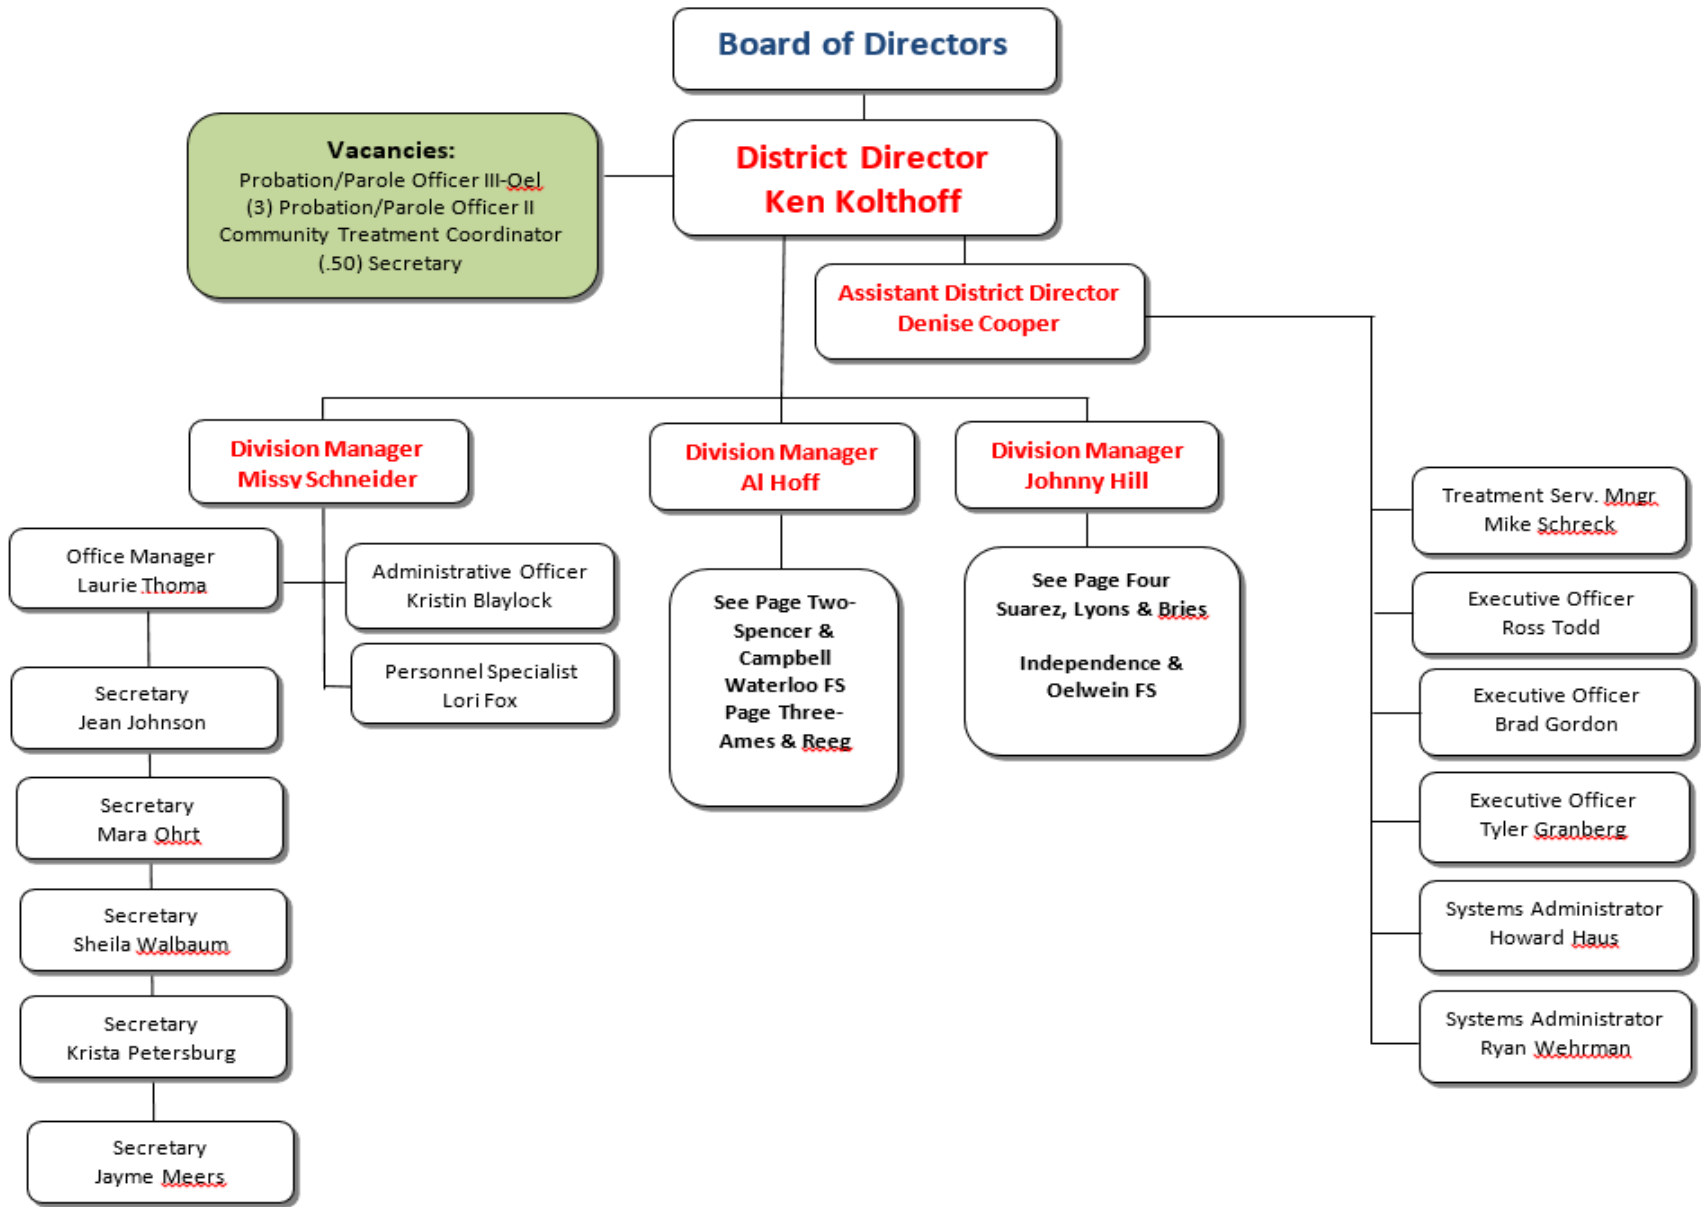 Board of Directors
Vacancies:
Probation/Parole Officer III-Oel
(3) Probation/Parole Officer II
Community Treatment Coordinator
(.50) Secretary
District Director
Ken Kolthoff
Assistant District Director
Denise Cooper
Division Manager
Missy Schneider
Division Manager
Al Hoff
Division Manager
Johnny Hill
Office Manager
Laurie Thoma
Administrative Officer
Kristin Blaylock
Personnel Specialist
Lori Fox
Secretary
Jean Johnson
Secretary
Mara Ohrt
Secretary
Sheila Walbaum
Secretary
Krista Petersburg
Secretary
Jayme Meers
See Page Two-
Spencer &
Campbell
Waterloo FS
Page Three-
Ames & Reeg
See Page Four
Suarez, Lyons & Bries
Independence &
Oelwein FS
Treatment Serv. Mngr
Mike Schreck
Executive Officer
Ross Todd
Executive Officer
Brad Gordon
Executive Officer
Tyler Granberg
Systems Administrator
Howard Haus
Systems Administrator
Ryan Wehrman